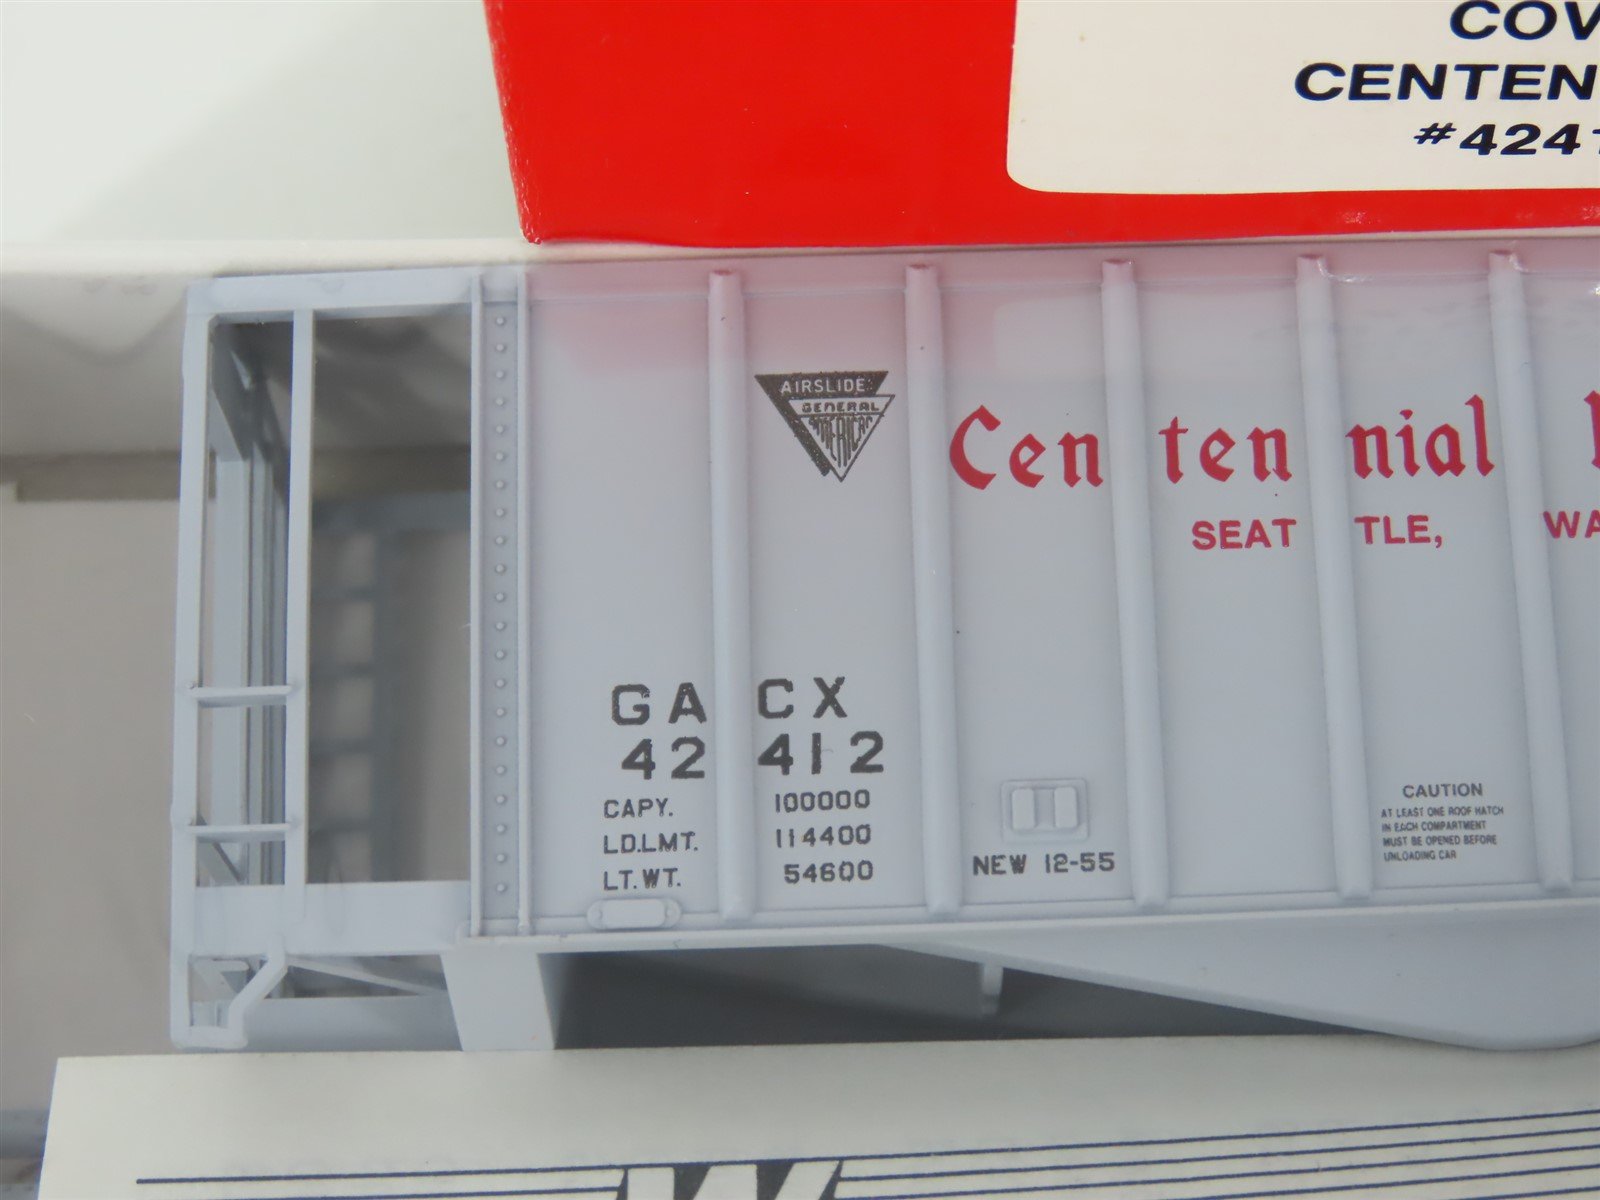 COV
CENTEN
#4241
AIRSLIDE
GENERAL
AMERICAN
Centennial
SEATTLE, WA
GACX
42412
CAPY. 100000
LD.LMT. 114400
LT. WT. 54600
NEW 12-55
CAUTION
AT LEAST ONE ROOF HATCH
IN EACH COMPARTMENT
MUST BE OPENED BEFORE
UNLOADING CAR
W